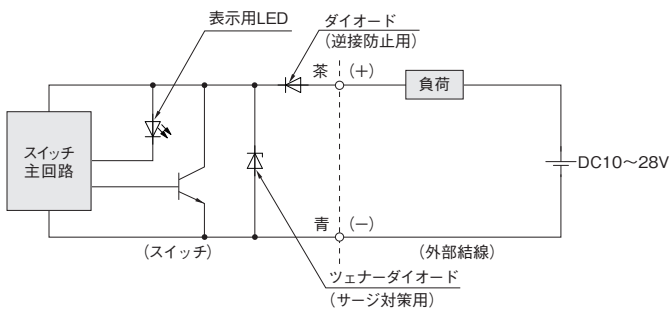 表示用LED
ダイオード
(逆接防止用)
茶
(+)
負荷
スイッチ
主回路
DC10～28V
青
(−)
(スイッチ)
(外部結線)
ツェナーダイオード
(サージ対策用)